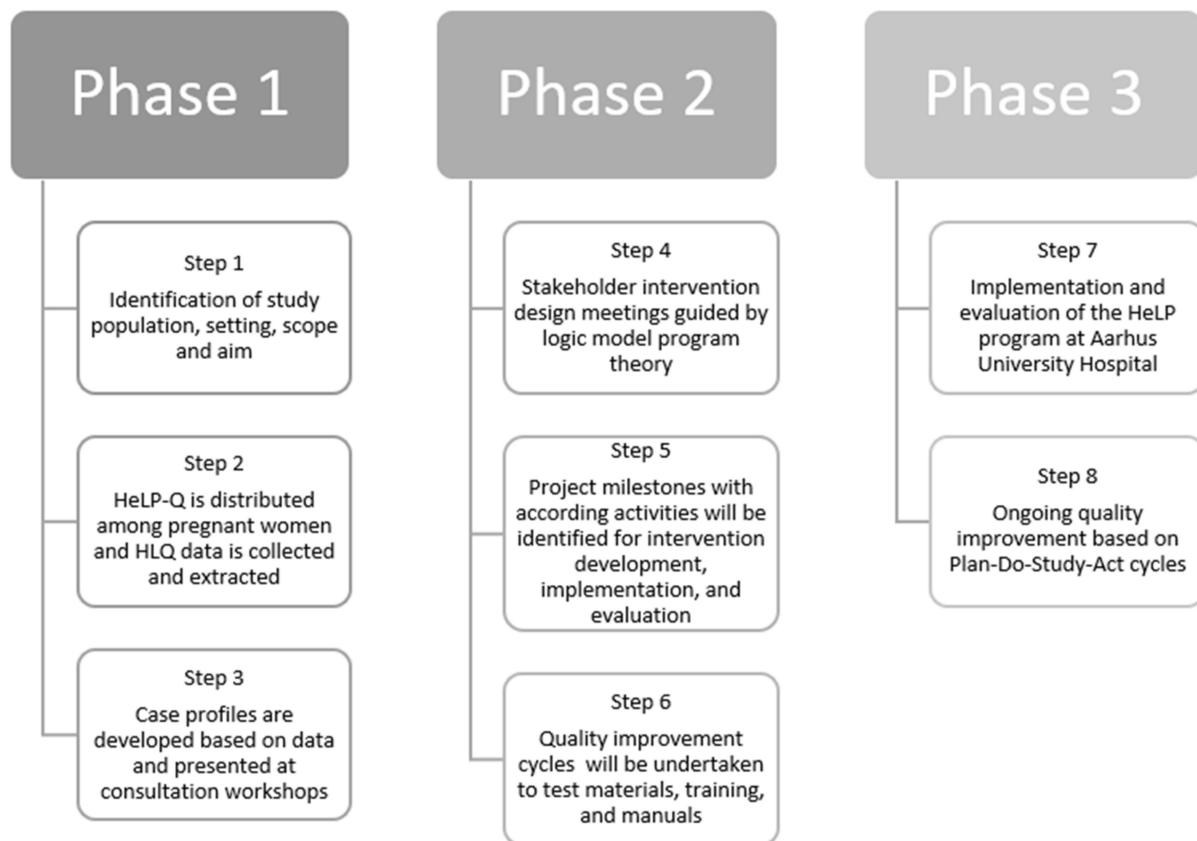 Phase 1
Step 1
Identification of study
population, setting, scope
and aim
Step 2
HeLP-Q is distributed
among pregnant women
and HLQ data is collected
and extracted
Step 3
Case profiles are
developed based on data
and presented at
consultation workshops
Phase 2
Step 4
Stakeholder intervention
design meetings guided by
logic model program
theory
Step 5
Project milestones with
according activities will be
identified for intervention
development,
implementation, and
evaluation
Step 6
Quality improvement
cycles will be undertaken
to test materials, training,
and manuals
Phase 3
Step 7
Implementation and
evaluation of the HeLP
program at Aarhus
University Hospital
Step 8
Ongoing quality
improvement based on
Plan-Do-Study-Act cycles